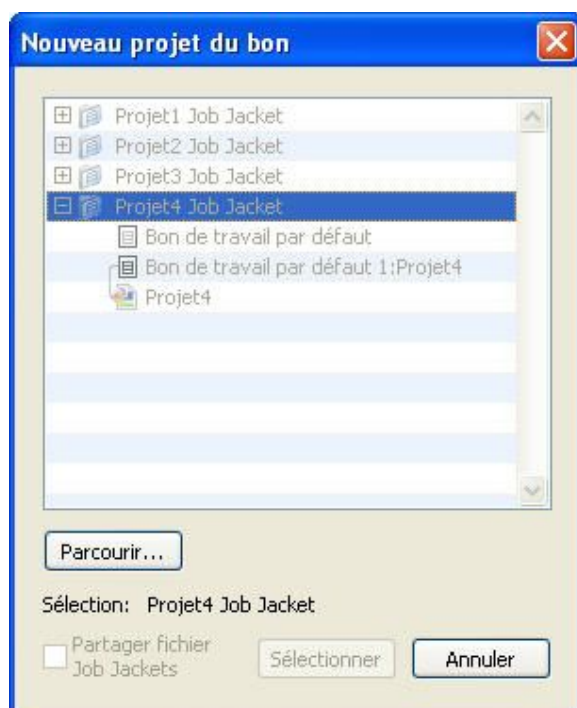 Nouveau projet du bon
Projet1 Job Jacket
Projet2 Job Jacket
Projet3 Job Jacket
Projet4 Job Jacket
Bon de travail par défaut
Bon de travail par défaut 1:Projet4
Projet4
Parcourir...
Sélection: Projet4 Job Jacket
Partager fichier
Job Jackets
Sélectionner
Annuler